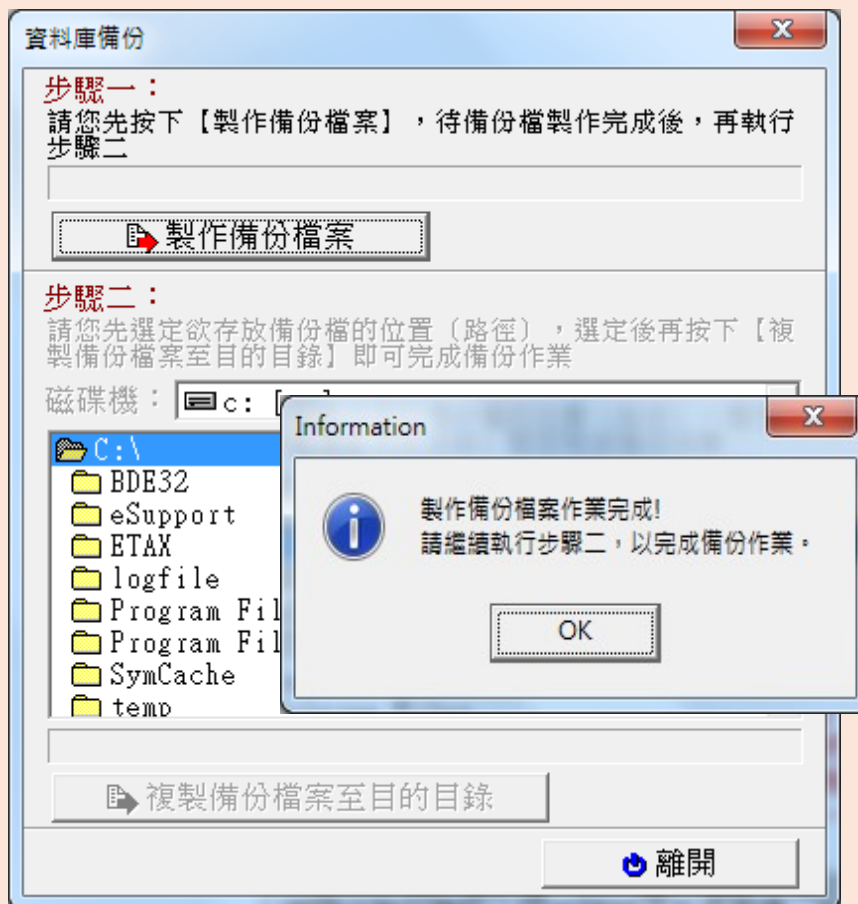 資料庫備份
步驟一：
請您先按下【製作備份檔案】，待備份檔製作完成後，再執行
步驟二
製作備份檔案
步驟二：
請您先選定欲存放備份檔的位置〔路徑〕，選定後再按下【複
製備份檔案至目的目錄】即可完成備份作業
磁碟機：
c:
Information
製作備份檔案作業完成!
請繼續執行步驟二，以完成備份作業。
OK
C:\
BDE32
eSupport
ETAX
logfile
Program Fil
Program Fil
SymCache
temp
複製備份檔案至目的目錄
離開